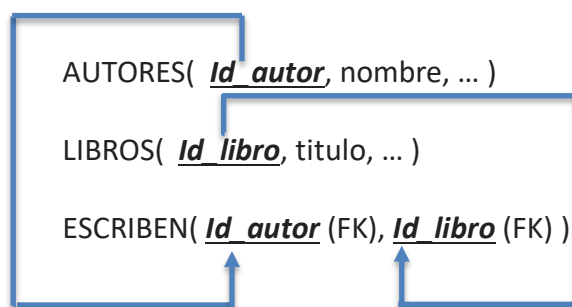 AUTORES( Id_autor, nombre, … )
LIBROS( Id_libro, titulo, … )
ESCRIBEN( Id_autor (FK), Id_libro (FK) )